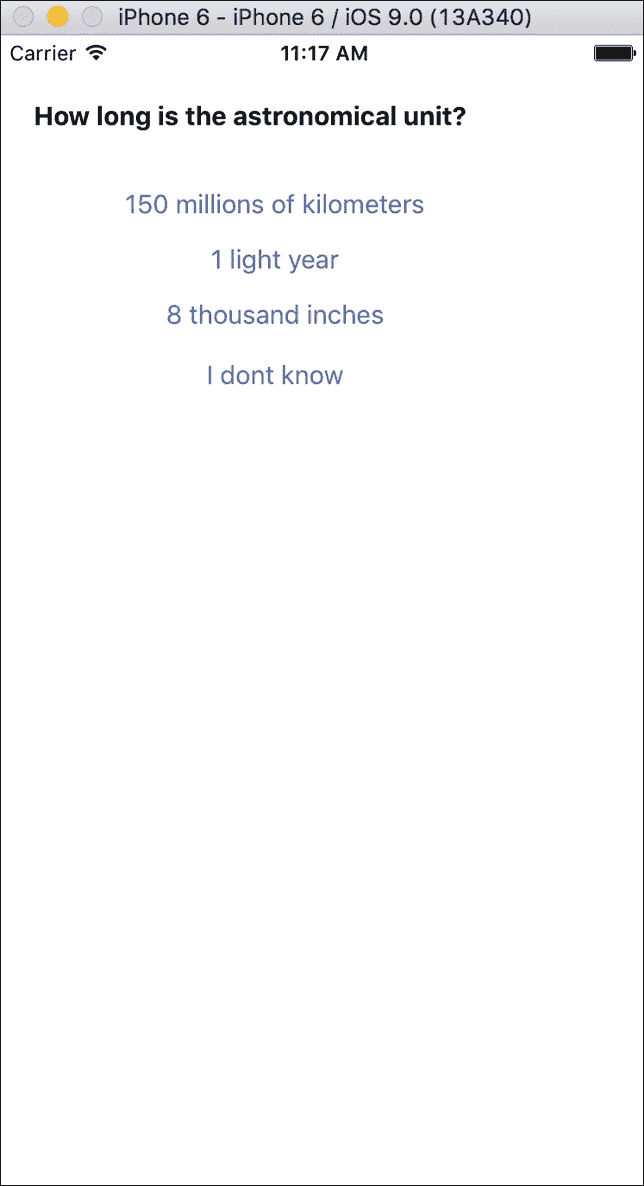 iPhone 6 - iPhone 6 / iOS 9.0 (13A340)
Carrier 11:17 AM
How long is the astronomical unit?
150 millions of kilometers
1 light year
8 thousand inches
I dont know